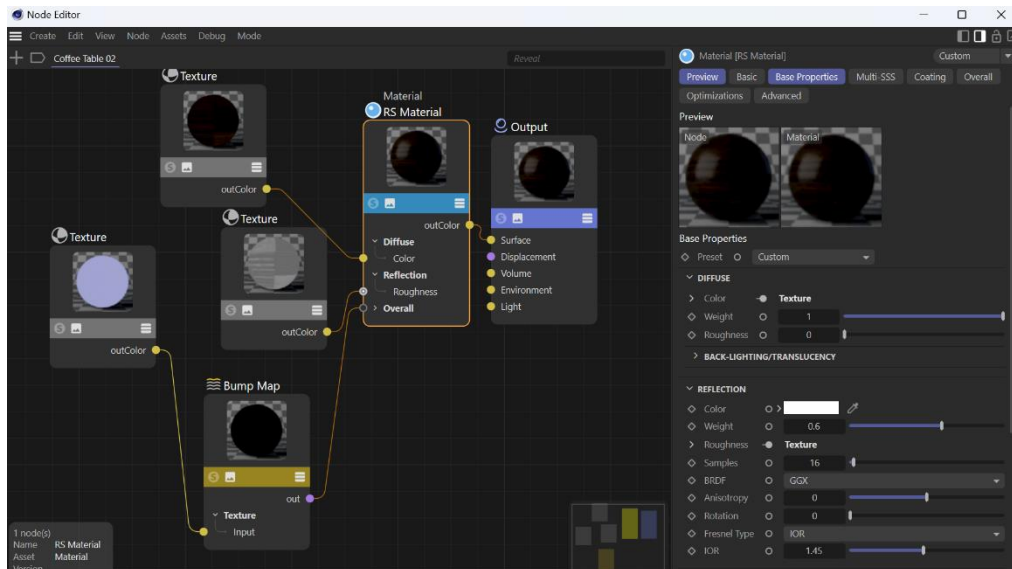 Node Editor
Create Edit View Node Assets Debug Mode
Coffee Table 02
Reveal
Texture
outColor
Texture
outColor
Texture
outColor
Bump Map
out
Texture
Input
Material
RS Material
outColor
Diffuse
Color
Reflection
Roughness
Overall
Output
Surface
Displacement
Volume
Environment
Light
1 node(s)
Name RS Material
Asset Material
Version
Material [RS Material] Custom
Preview Basic Base Properties Multi-SSS Coating Overall
Optimizations Advanced
Preview
Node Material
Base Properties
Preset Custom
DIFFUSE
Color Texture
Weight 1
Roughness 0
BACK-LIGHTING/TRANSLUCENCY
REFLECTION
Color
Weight 0.6
Roughness Texture
Samples 16
BRDF GGX
Anisotropy 0
Rotation 0
Fresnel Type IOR
IOR 1.45